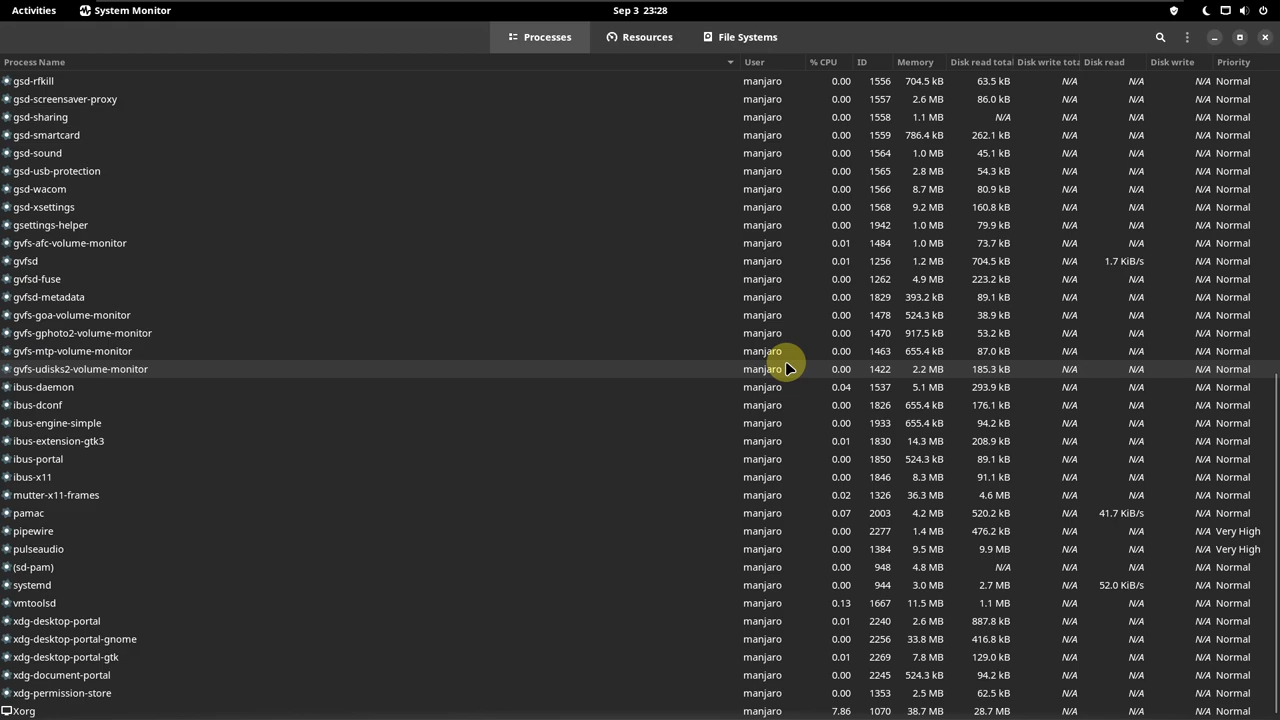 Activities System Monitor Sep 3 23:28
Processes Resources File Systems
Process Name User % CPU ID Memory Disk read total Disk write tota Disk read Disk write Priority
gsd-rfkill manjaro 0.00 1556 704.5 kB 63.5 kB N/A N/A N/A Normal
gsd-screensaver-proxy manjaro 0.00 1557 2.6 MB 86.0 kB N/A N/A N/A Normal
gsd-sharing manjaro 0.00 1558 1.1 MB N/A N/A N/A N/A Normal
gsd-smartcard manjaro 0.00 1559 786.4 kB 262.1 kB N/A N/A N/A Normal
gsd-sound manjaro 0.00 1564 1.0 MB 45.1 kB N/A N/A N/A Normal
gsd-usb-protection manjaro 0.00 1565 2.8 MB 54.3 kB N/A N/A N/A Normal
gsd-wacom manjaro 0.00 1566 8.7 MB 80.9 kB N/A N/A N/A Normal
gsd-xsettings manjaro 0.00 1568 9.2 MB 160.8 kB N/A N/A N/A Normal
gsettings-helper manjaro 0.00 1942 1.0 MB 79.9 kB N/A N/A N/A Normal
gvfs-afc-volume-monitor manjaro 0.01 1484 1.0 MB 73.7 kB N/A N/A N/A Normal
gvfsd manjaro 0.01 1256 1.2 MB 704.5 kB N/A 1.7 KiB/s N/A Normal
gvfsd-fuse manjaro 0.00 1262 4.9 MB 223.2 kB N/A N/A N/A Normal
gvfsd-metadata manjaro 0.00 1829 393.2 kB 89.1 kB N/A N/A N/A Normal
gvfs-goa-volume-monitor manjaro 0.00 1478 524.3 kB 38.9 kB N/A N/A N/A Normal
gvfs-gphoto2-volume-monitor manjaro 0.00 1470 917.5 kB 53.2 kB N/A N/A N/A Normal
gvfs-mtp-volume-monitor manjaro 0.00 1463 655.4 kB 87.0 kB N/A N/A N/A Normal
gvfs-udisks2-volume-monitor manjaro 0.00 1422 2.2 MB 185.3 kB N/A N/A N/A Normal
ibus-daemon manjaro 0.04 1537 5.1 MB 293.9 kB N/A N/A N/A Normal
ibus-dconf manjaro 0.00 1826 655.4 kB 176.1 kB N/A N/A N/A Normal
ibus-engine-simple manjaro 0.00 1933 655.4 kB 94.2 kB N/A N/A N/A Normal
ibus-extension-gtk3 manjaro 0.01 1830 14.3 MB 208.9 kB N/A N/A N/A Normal
ibus-portal manjaro 0.00 1850 524.3 kB 89.1 kB N/A N/A N/A Normal
ibus-x11 manjaro 0.00 1846 8.3 MB 91.1 kB N/A N/A N/A Normal
mutter-x11-frames manjaro 0.02 1326 36.3 MB 4.6 MB N/A N/A N/A Normal
pamac manjaro 0.07 2003 4.2 MB 520.2 kB N/A 41.7 KiB/s N/A Normal
pipewire manjaro 0.00 2277 1.4 MB 476.2 kB N/A N/A N/A Very High
pulseaudio manjaro 0.00 1384 9.5 MB 9.9 MB N/A N/A N/A Very High
(sd-pam) manjaro 0.00 948 4.8 MB N/A N/A N/A N/A Normal
systemd manjaro 0.00 944 3.0 MB 2.7 MB N/A 52.0 KiB/s N/A Normal
vmtoolsd manjaro 0.13 1667 11.5 MB 1.1 MB N/A N/A N/A Normal
xdg-desktop-portal manjaro 0.01 2240 2.6 MB 887.8 kB N/A N/A N/A Normal
xdg-desktop-portal-gnome manjaro 0.00 2256 33.8 MB 416.8 kB N/A N/A N/A Normal
xdg-desktop-portal-gtk manjaro 0.01 2269 7.8 MB 129.0 kB N/A N/A N/A Normal
xdg-document-portal manjaro 0.00 2245 524.3 kB 94.2 kB N/A N/A N/A Normal
xdg-permission-store manjaro 0.00 1353 2.5 MB 62.5 kB N/A N/A N/A Normal
Xorg manjaro 7.86 1070 38.7 MB 28.7 MB N/A N/A N/A Normal